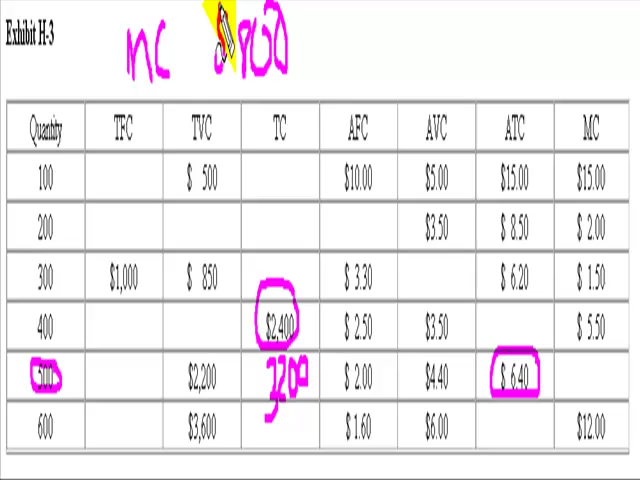 Exhibit H-3
MC 800
Quantity TFC TVC TC AFC AVC ATC MC
100 $ 500 $10.00 $5.00 $15.00 $15.00
200 $3.50 $ 8.50 $ 2.00
300 $1,000 $ 850 $ 3.30 $ 6.20 $ 1.50
400 $2,400 $ 2.50 $3.50 $ 5.50
500 $2,200 3200 $ 2.00 $4.40 $ 6.40
600 $3,600 $ 1.60 $6.00 $12.00